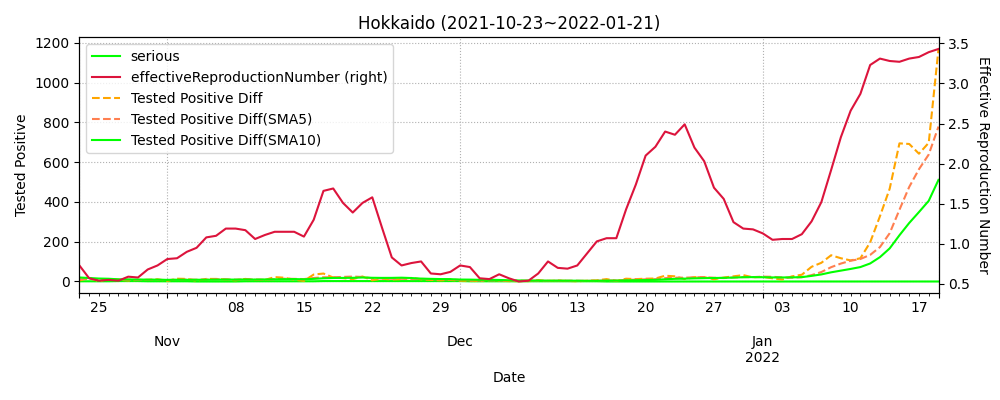 Hokkaido (2021-10-23~2022-01-21)
serious
effectiveReproductionNumber (right)
Tested Positive Diff
Tested Positive Diff(SMA5)
Tested Positive Diff(SMA10)
Tested Positive
1200
1000
800
600
400
200
0
3.5
3.0
2.5
2.0
1.5
1.0
0.5
Effective Reproduction Number
25 08 15 22 29 06 13 20 27 03 10 17
Nov Dec Jan
2022
Date